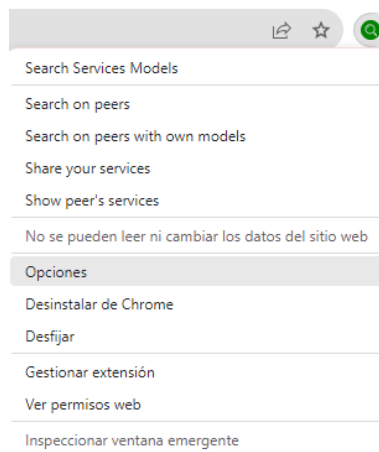 Search Services Models
Search on peers
Search on peers with own models
Share your services
Show peer's services
No se pueden leer ni cambiar los datos del sitio web
Opciones
Desinstalar de Chrome
Desfijar
Gestionar extensión
Ver permisos web
Inspeccionar ventana emergente